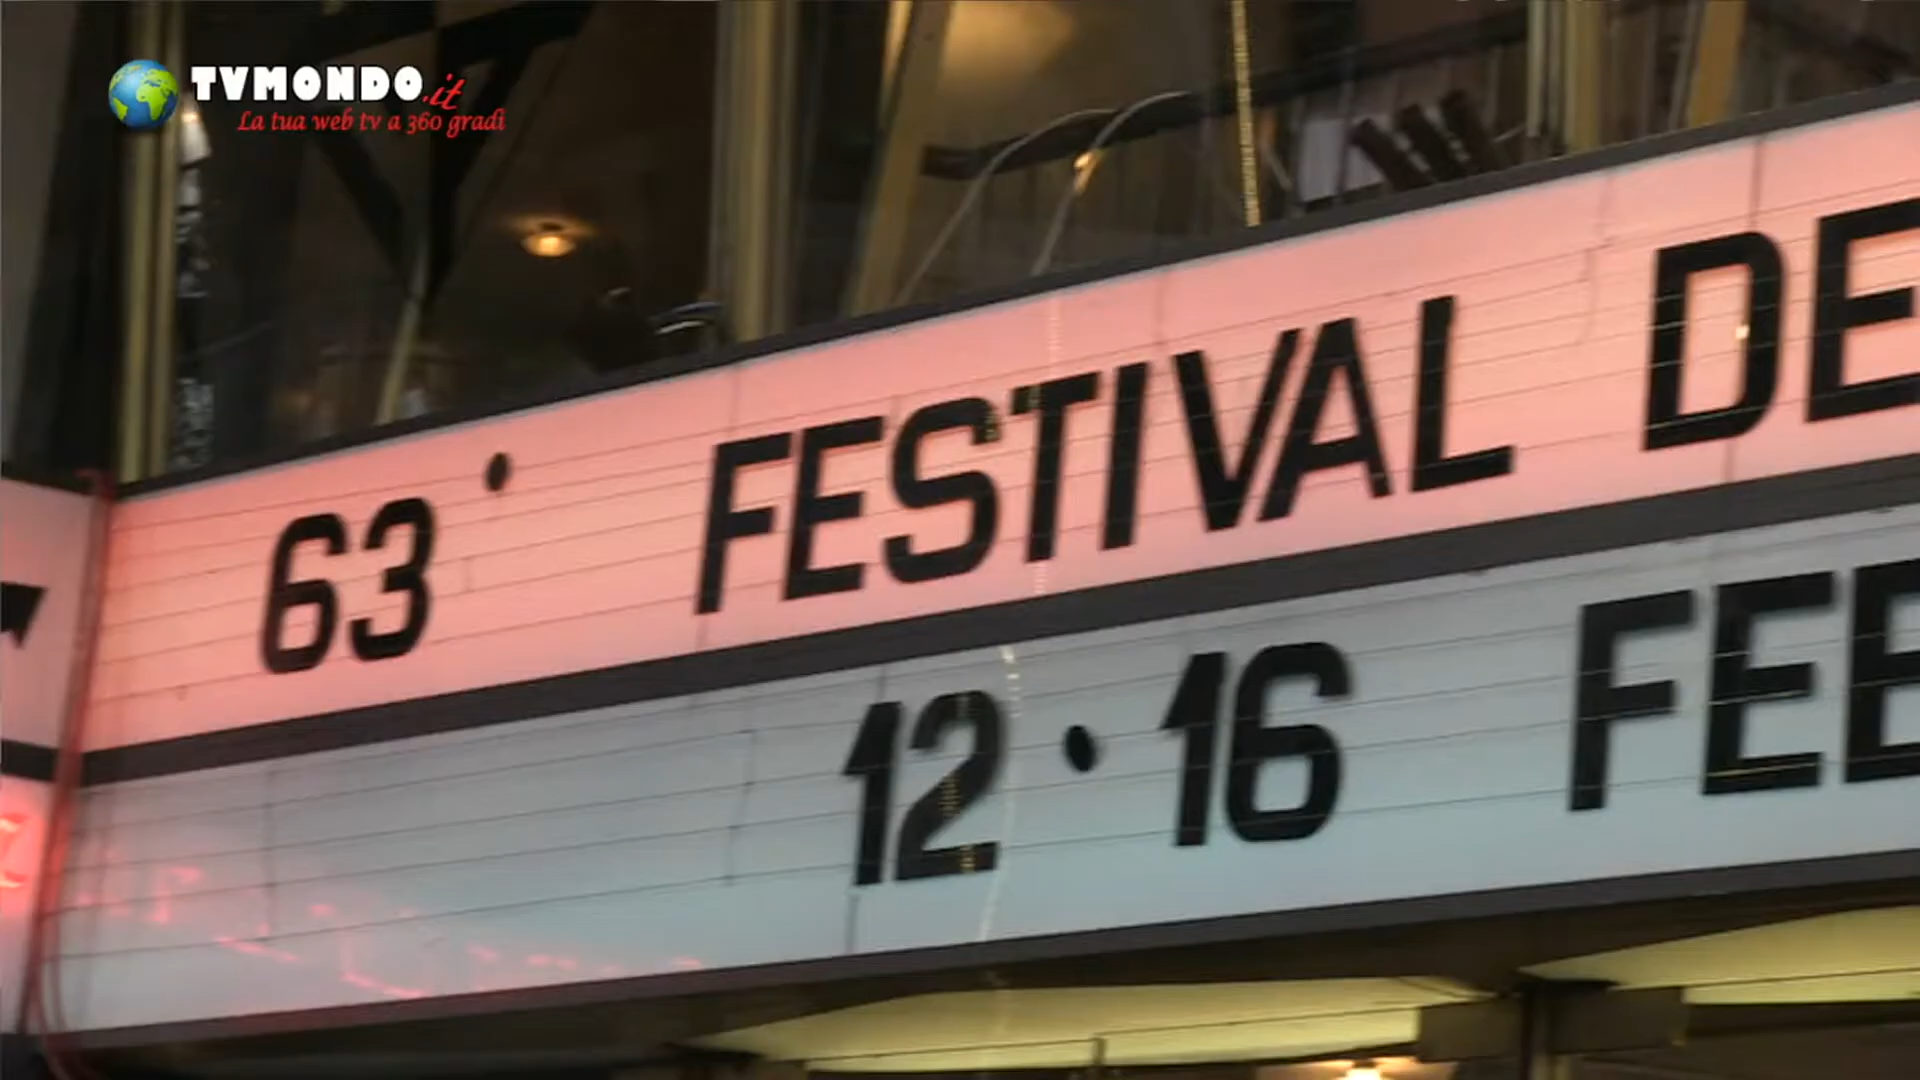 TVMONDO.it
La tua web tv a 360 gradi
63° FESTIVAL DE
12·16 FEB